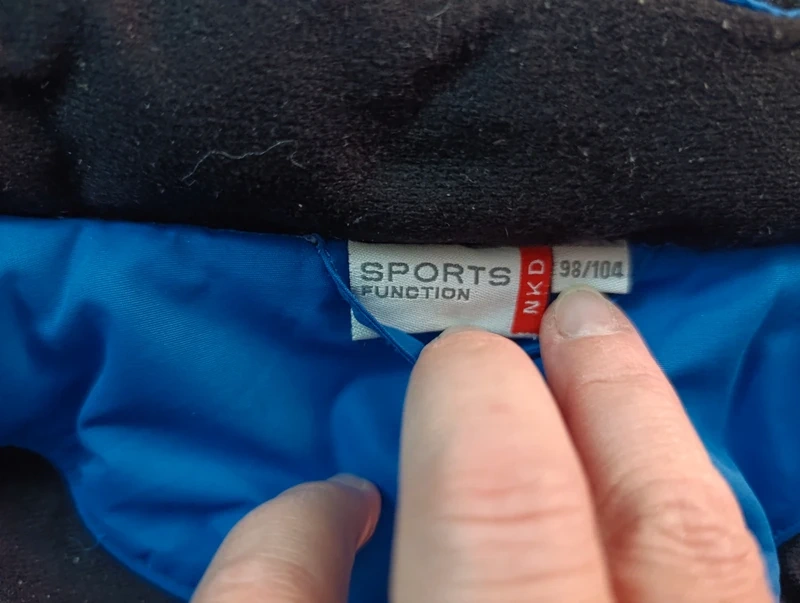 SPORTS
FUNCTION
NKD
98/104